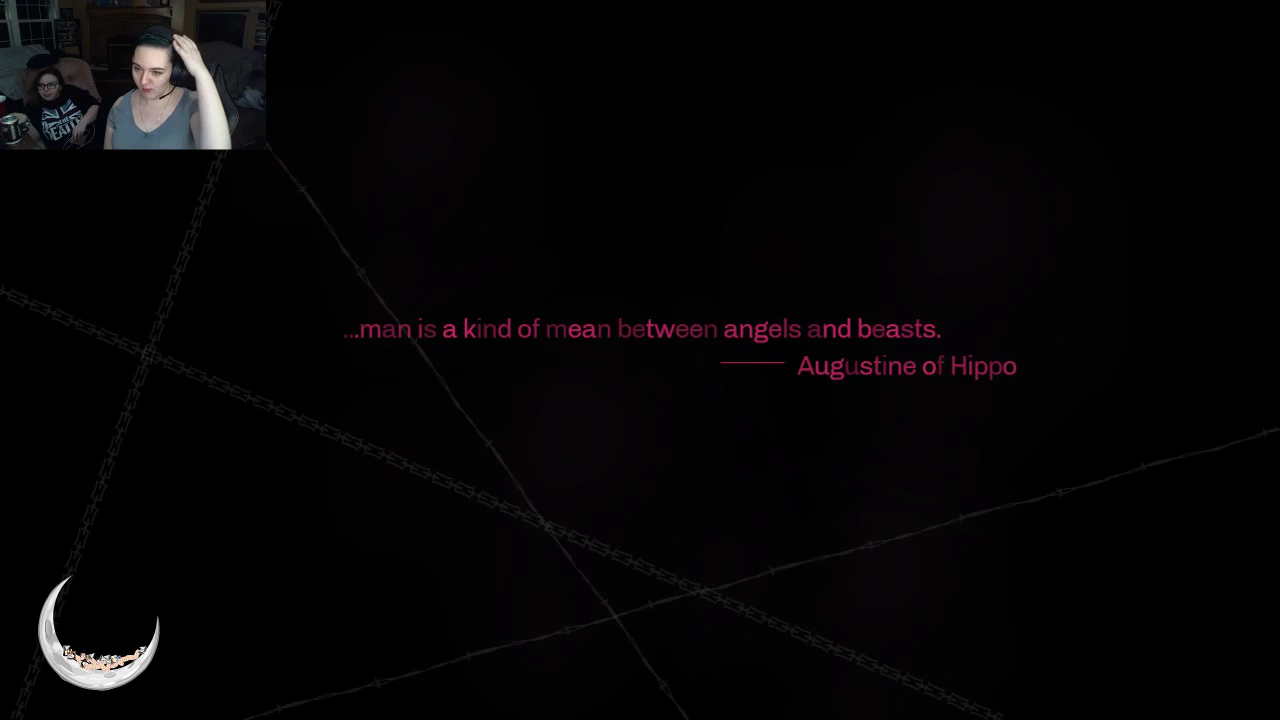 ...man is a kind of mean between angels and beasts.
Augustine of Hippo